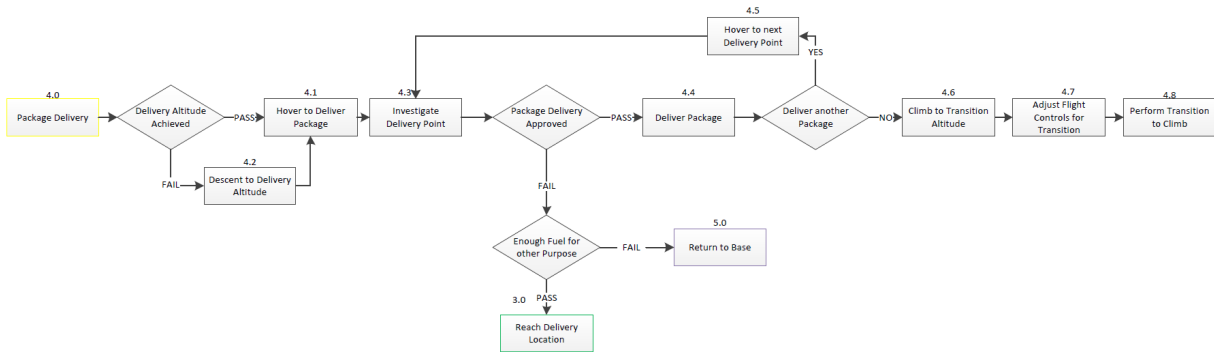 4.5
Hover to next
Delivery Point
YES
4.0
Package Delivery
Delivery Altitude
Achieved
PASS
4.1
Hover to Deliver
Package
4.3
Investigate
Delivery Point
Package Delivery
Approved
PASS
4.4
Deliver Package
Deliver another
Package
NO
4.6
Climb to Transition
Altitude
4.7
Adjust Flight
Controls for
Transition
4.8
Perform Transition
to Climb
FAIL
4.2
Descent to Delivery
Altitude
FAIL
Enough Fuel for
other Purpose
FAIL
5.0
Return to Base
PASS
3.0
Reach Delivery
Location